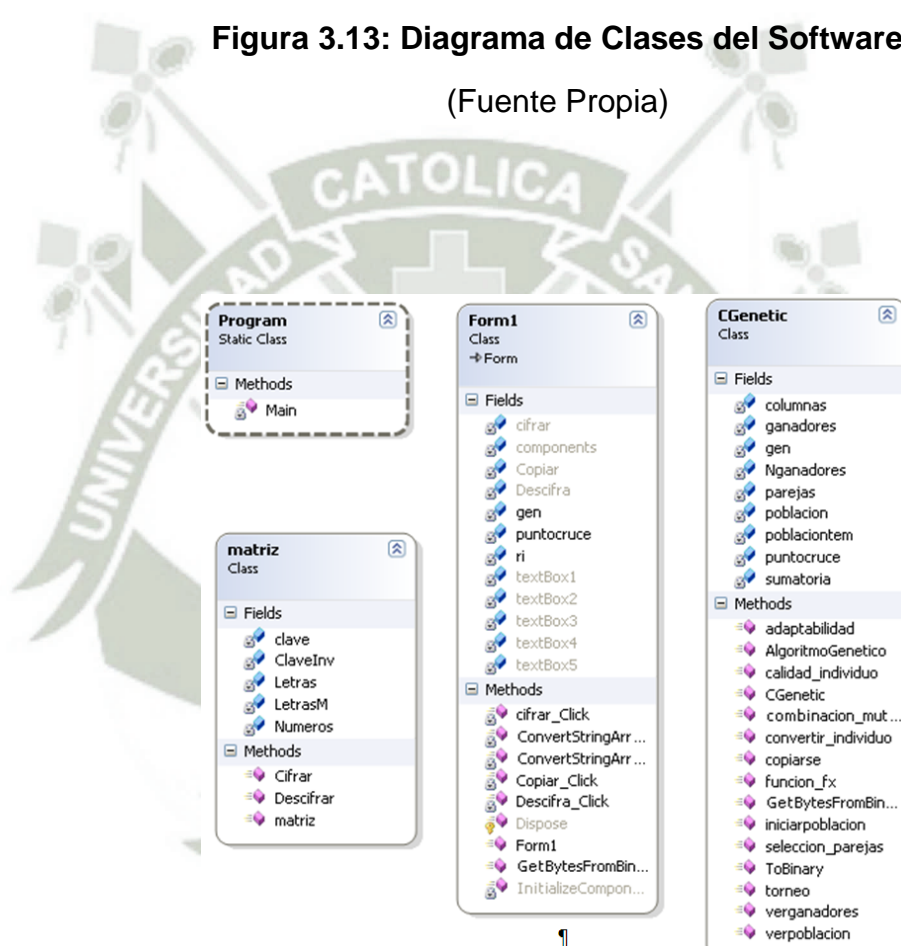 Figura 3.13: Diagrama de Clases del Software
(Fuente Propia)
CATOLICA
UNIVERSIDAD
Program
Static Class
Methods
Main
matriz
Class
Fields
clave
ClaveInv
Letras
LetrasM
Numeros
Methods
Cifrar
Descifrar
matriz
Form1
Class
Form
Fields
cifrar
components
Copiar
Descifra
gen
puntocruce
ri
textBox1
textBox2
textBox3
textBox4
textBox5
Methods
cifrar_Click
ConvertStringArr...
ConvertStringArr...
Copiar_Click
Descifra_Click
Dispose
Form1
GetBytesFromBin...
InitializeCompon...
¶
CGenetic
Class
Fields
columnas
ganadores
gen
Nganadores
parejas
poblacion
poblaciontem
puntocruce
sumatoria
Methods
adaptabilidad
AlgoritmoGenetico
calidad_individuo
CGenetic
combinacion_mut...
convertir_individuo
copiarse
funcion_fx
GetBytesFromBin...
iniciarpoblacion
seleccion_parejas
ToBinary
torneo
verganadores
verpoblacion